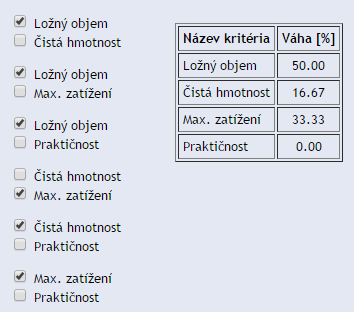 Ložný objem
Čistá hmotnost
Ložný objem
Max. zatížení
Ložný objem
Praktičnost
Čistá hmotnost
Max. zatížení
Čistá hmotnost
Praktičnost
Max. zatížení
Praktičnost
Název kritéria Váha [%]
Ložný objem 50.00
Čistá hmotnost 16.67
Max. zatížení 33.33
Praktičnost 0.00